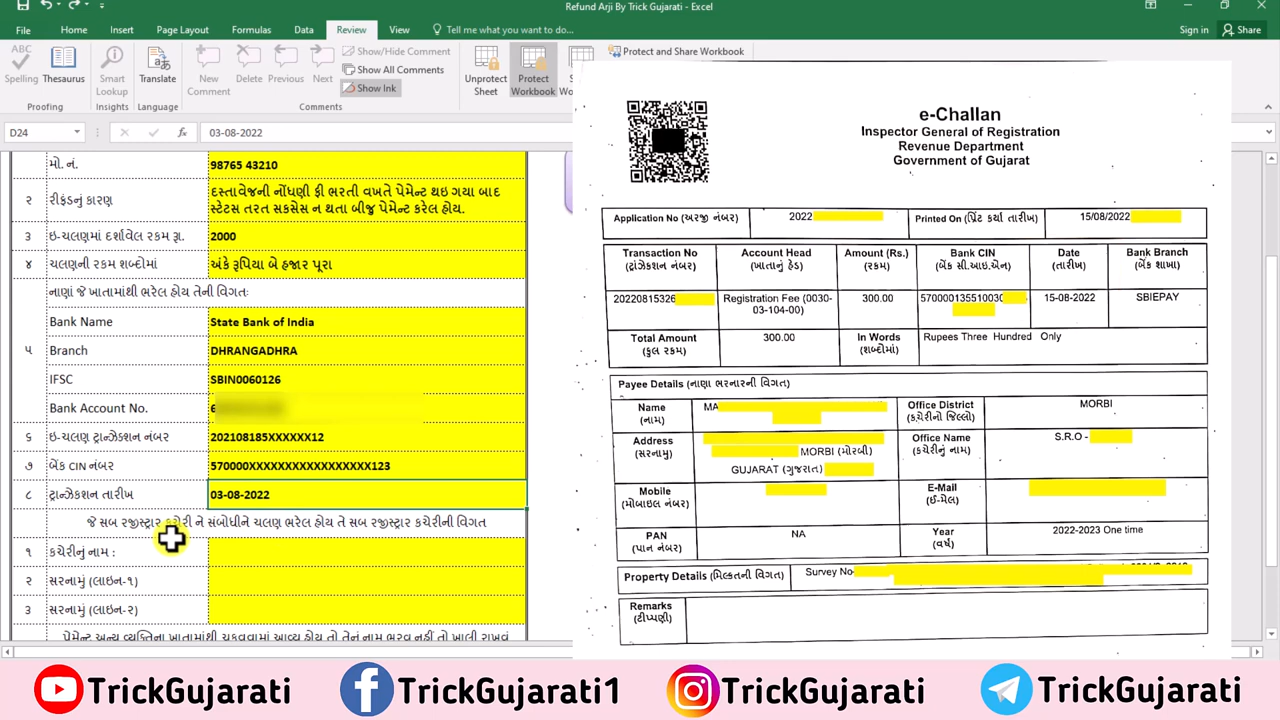 Refund Arji By Trick Gujarati - Excel
File Home Insert Page Layout Formulas Data Review View Tell me what you want to do... Sign in Share
ABC
Spelling Thesaurus Smart Lookup Translate New Comment Delete Previous Next Show/Hide Comment
Show All Comments
Show Ink
Unprotect Sheet Protect Workbook Protect and Share Workbook
Proofing Insights Language Comments
D24 fx 03-08-2022
મો. નં. 98765 43210
૨ રીફંડનું કારણ દસ્તાવેજની નોંધણી ફી ભરતી વખતે પેમેન્ટ થઇ ગયા બાદ
સ્ટેટસ તરત સકસેસ ન થતા બીજુ પેમેન્ટ કરેલ હોય.
૩ ઇ-ચલણમાં દર્શાવેલ રકમ રૂા. 2000
૪ ચલણની રકમ શબ્દોમાં અંકે રૂપિયા બે હજાર પૂરા
નાણાં જે ખાતામાંથી ભરેલ હોય તેની વિગતઃ
Bank Name State Bank of India
૫ Branch DHRANGADHRA
IFSC SBIN0060126
Bank Account No. 6
૬ ઇ-ચલણ ટ્રાન્ઝેકશન નંબર 202108185XXXXXX12
૭ બેંક CIN નંબર 570000XXXXXXXXXXXXXXXXX123
૮ ટ્રાન્ઝેકશન તારીખ 03-08-2022
જે સબ રજીસ્ટ્રાર કચેરી ને સંબોધીને ચલણ ભરેલ હોય તે સબ રજીસ્ટ્રાર કચેરીની વિગત
૧ કચેરીનું નામ :
૨ સરનામું (લાઇન-૧)
૩ સરનામું (લાઇન-૨)
પેમેન્ટ અન્ય વ્યક્તિના ખાતામાંથી ચુકવવામાં આવ્ય હોય તો તેનું નામ ભરવ નહીં તો ખાલી રાખવું
e-Challan
Inspector General of Registration
Revenue Department
Government of Gujarat
Application No (અરજી નંબર) 2022 Printed On (પ્રિંટ કર્યા તારીખ) 15/08/2022
Transaction No Account Head Amount (Rs.) Bank CIN Date Bank Branch
(ટ્રાંઝેકશન નંબર) (ખાતાનું હેડ) (રકમ) (બેંક સી.આઇ.એન) (તારીખ) (બેંક શાખા)
20220815326 Registration Fee (0030- 300.00 570000135510030 15-08-2022 SBIEPAY
03-104-00)
Total Amount 300.00 In Words Rupees Three Hundred Only
(કુલ રકમ) (શબ્દોમાં)
Payee Details (નાણા ભરનારની વિગત)
Name MA Office District MORBI
(નામ) (કચેરીનો જિલ્લો)
Address Office Name S.R.O -
(સરનામુ) MORBI (મોરબી) (કચેરીનું નામ)
GUJARAT (ગુજરાત)
Mobile E-Mail
(મોબાઇલ નંબર) (ઈ-મેલ)
PAN NA Year 2022-2023 One time
(પાન નંબર) (વર્ષ)
Property Details (મિલ્કતની વિગત) Survey No-
Remarks
(ટીપ્પણી)
TrickGujarati TrickGujarati1 TrickGujarati TrickGujarati